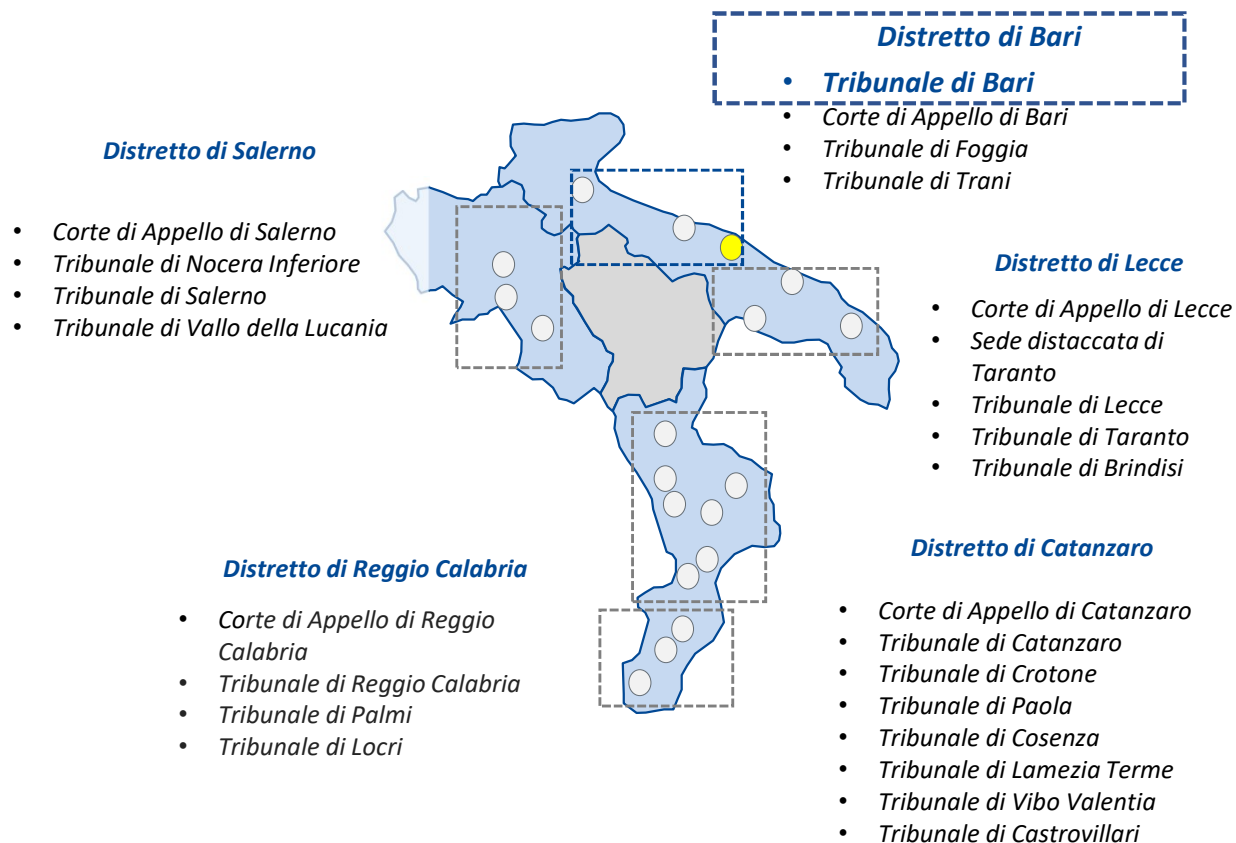 Distretto di Bari
• Tribunale di Bari
• Corte di Appello di Bari
• Tribunale di Foggia
• Tribunale di Trani
Distretto di Salerno
• Corte di Appello di Salerno
• Tribunale di Nocera Inferiore
• Tribunale di Salerno
• Tribunale di Vallo della Lucania
Distretto di Lecce
• Corte di Appello di Lecce
• Sede distaccata di
Taranto
• Tribunale di Lecce
• Tribunale di Taranto
• Tribunale di Brindisi
Distretto di Reggio Calabria
• Corte di Appello di Reggio
Calabria
• Tribunale di Reggio Calabria
• Tribunale di Palmi
• Tribunale di Locri
Distretto di Catanzaro
• Corte di Appello di Catanzaro
• Tribunale di Catanzaro
• Tribunale di Crotone
• Tribunale di Paola
• Tribunale di Cosenza
• Tribunale di Lamezia Terme
• Tribunale di Vibo Valentia
• Tribunale di Castrovillari